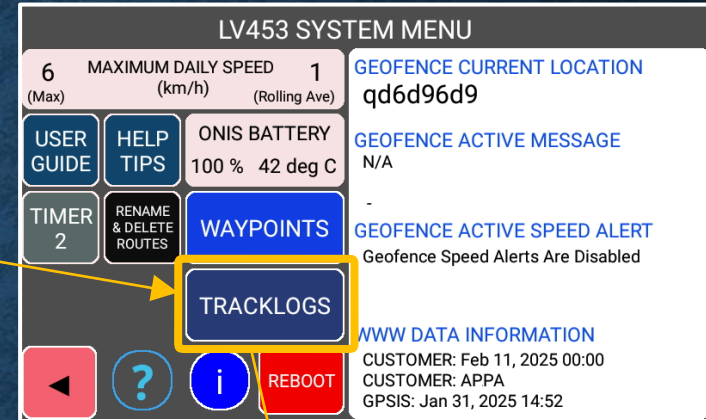 LV453 SYSTEM MENU
6 MAXIMUM DAILY SPEED 1
(Max) (km/h) (Rolling Ave)
USER
GUIDE
HELP
TIPS
ONIS BATTERY
100 % 42 deg C
TIMER
2
RENAME
& DELETE
ROUTES
WAYPOINTS
TRACKLOGS
?
i
REBOOT
GEOFENCE CURRENT LOCATION
qd6d96d9
GEOFENCE ACTIVE MESSAGE
N/A
-
GEOFENCE ACTIVE SPEED ALERT
Geofence Speed Alerts Are Disabled
WWW DATA INFORMATION
CUSTOMER: Feb 11, 2025 00:00
CUSTOMER: APPA
GPSIS: Jan 31, 2025 14:52